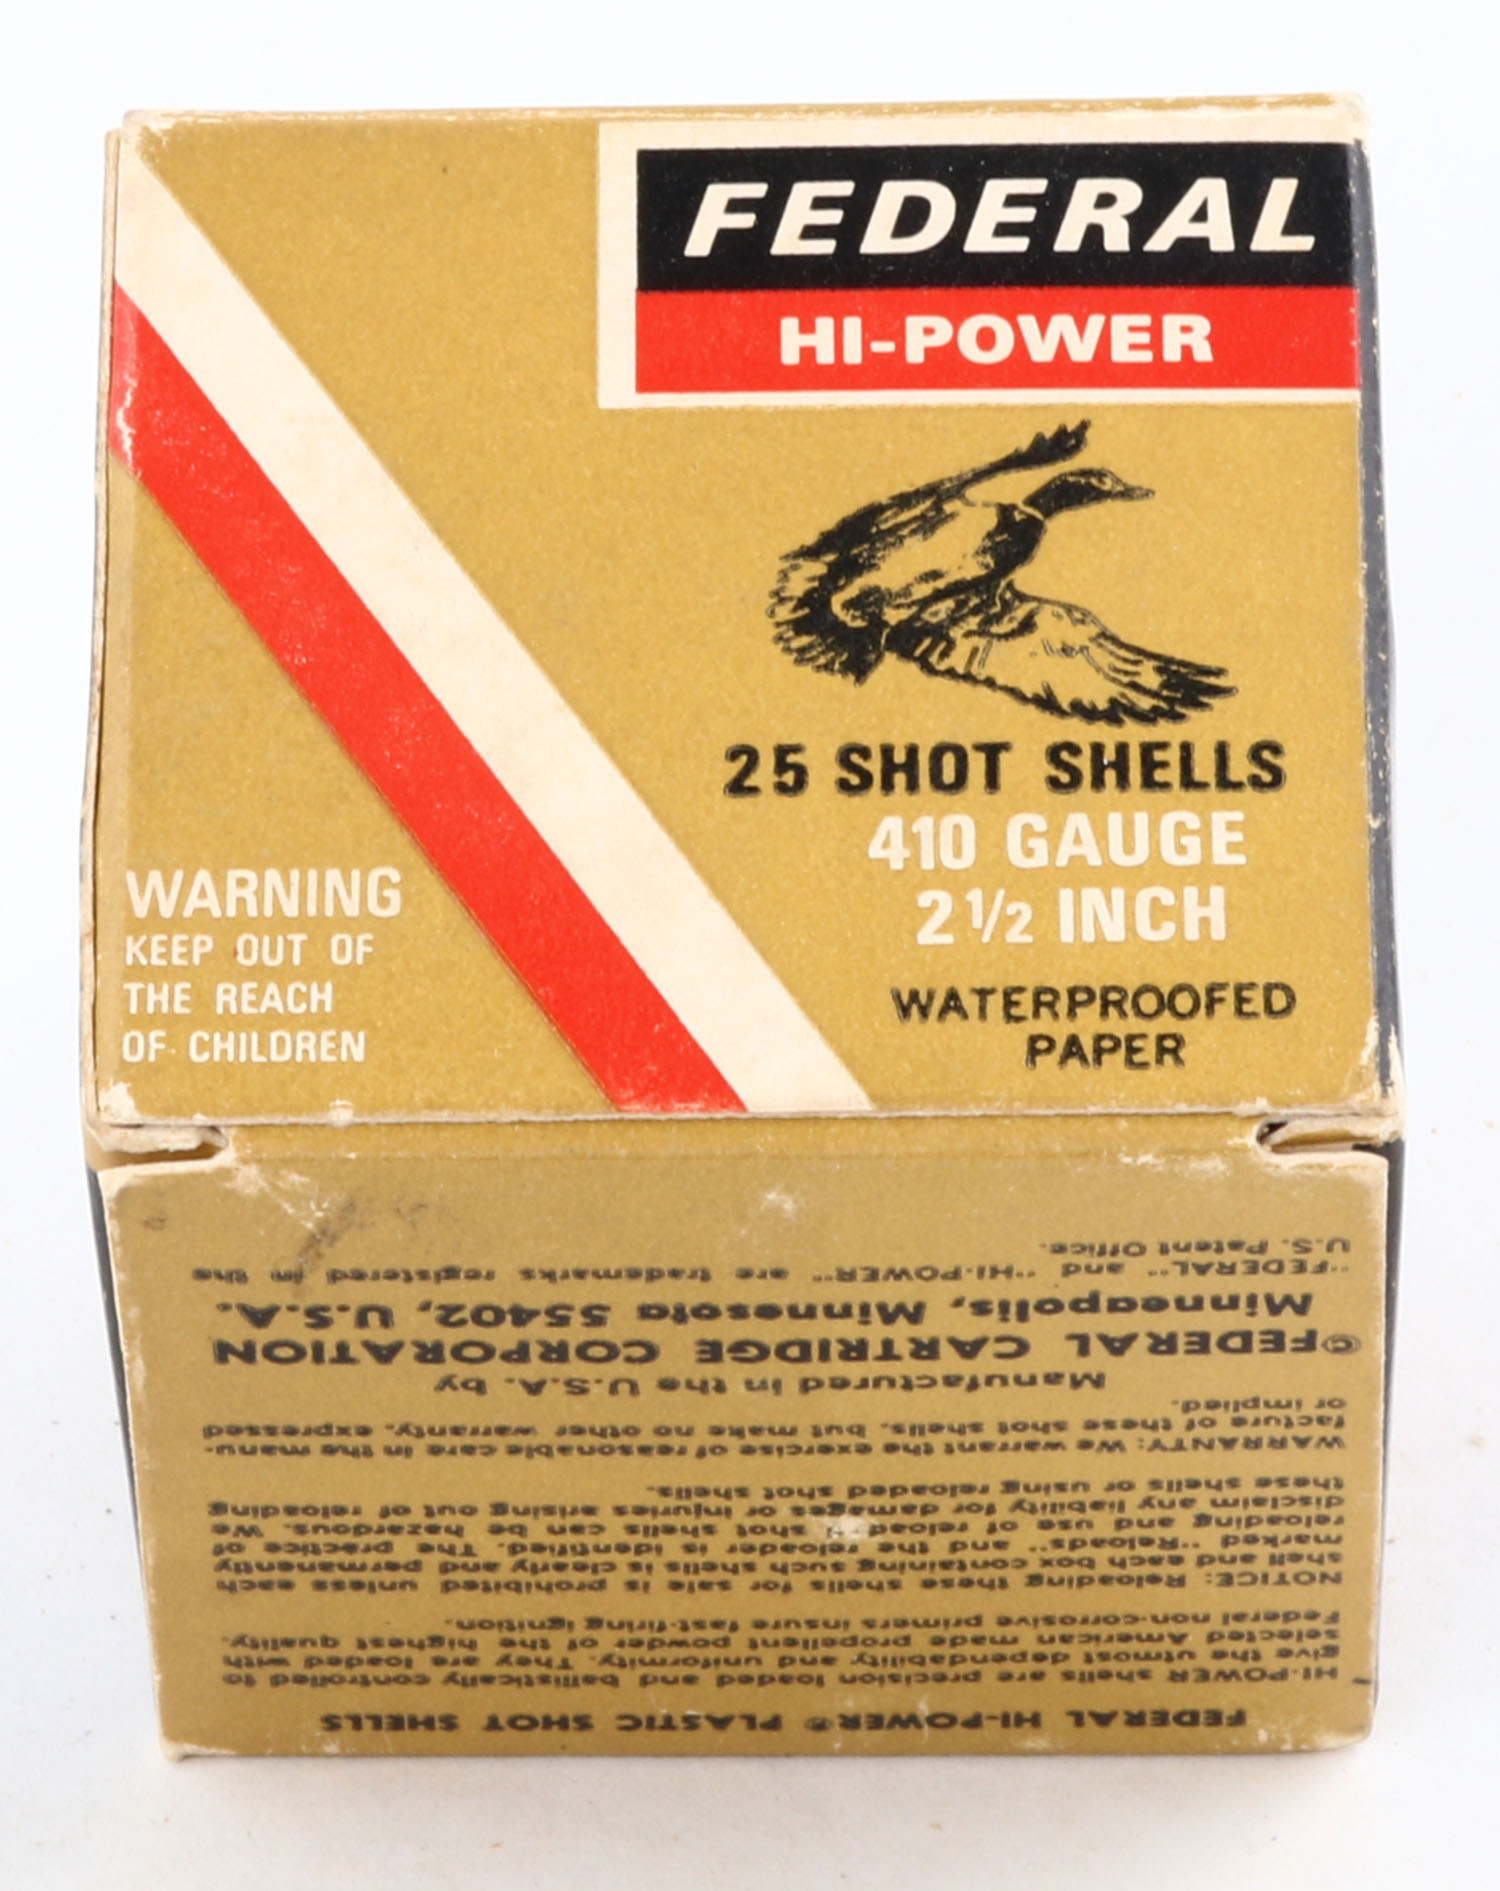 FEDERAL
HI-POWER
25 SHOT SHELLS
410 GAUGE
2 1/2 INCH
WATERPROOFED
PAPER
WARNING
KEEP OUT OF
THE REACH
OF CHILDREN
FEDERAL HI-POWER® PLASTIC SHOT SHELLS
HI-POWER shells are precision loaded and ballistically controlled to
give the utmost dependability and uniformity. They are loaded with
selected American made propellent powder of the highest quality.
Federal non-corrosive primers insure fast-firing ignition.
NOTICE: Reloading these shells for sale is prohibited unless each
shell and each box containing such shells is clearly and permanently
marked "Reloads" and the reloader is identified. The practice of
reloading and use of reload shot shells can be hazardous. We
disclaim any liability for damages or injuries arising out of reloading
these shells or using reloaded shot shells.
WARRANTY: We warrant the exercise of reasonable care in the manu-
facture of these shot shells, but make no other warranty, expressed
or implied.
Manufactured in the U.S.A. by
©FEDERAL CARTRIDGE CORPORATION
Minneapolis, Minnesota 55402, U.S.A.
"FEDERAL" and "HI-POWER" are trademarks registered in the
U.S. Patent Office.